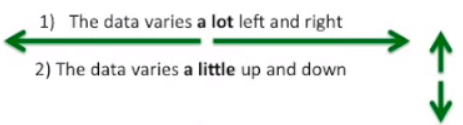 1) The data varies a lot left and right
2) The data varies a little up and down